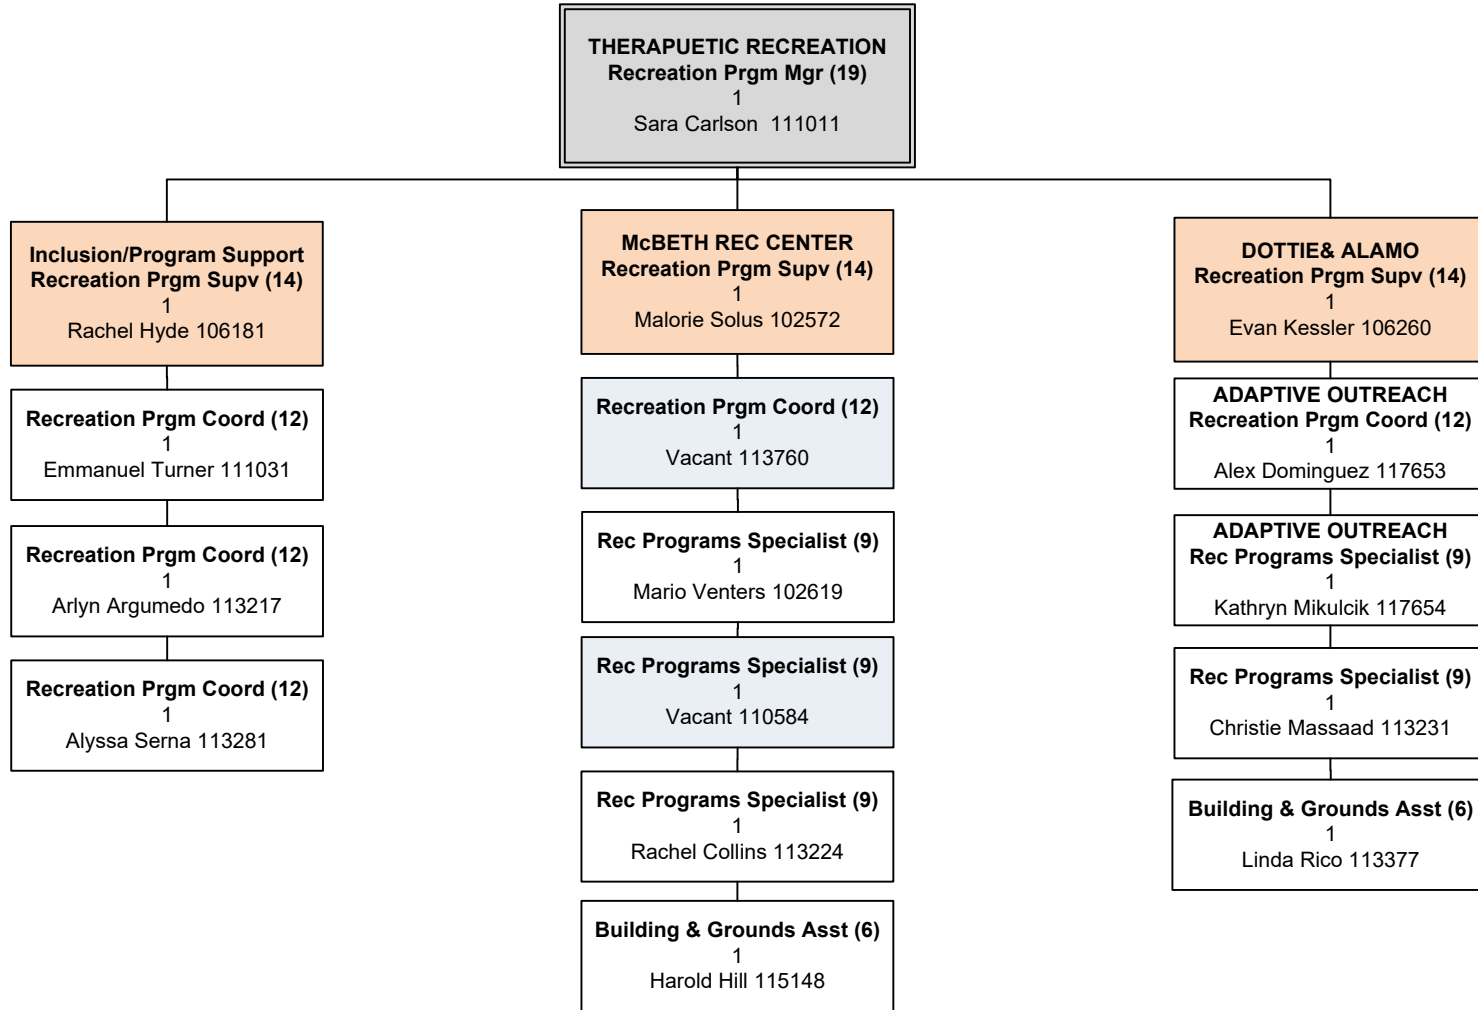 THERAPUETIC RECREATION
Recreation Prgm Mgr (19)
1
Sara Carlson 111011
Inclusion/Program Support
Recreation Prgm Supv (14)
1
Rachel Hyde 106181
Recreation Prgm Coord (12)
1
Emmanuel Turner 111031
Recreation Prgm Coord (12)
1
Arlyn Argumedo 113217
Recreation Prgm Coord (12)
1
Alyssa Serna 113281
McBETH REC CENTER
Recreation Prgm Supv (14)
1
Malorie Solus 102572
Recreation Prgm Coord (12)
1
Vacant 113760
Rec Programs Specialist (9)
1
Mario Venters 102619
Rec Programs Specialist (9)
1
Vacant 110584
Rec Programs Specialist (9)
1
Rachel Collins 113224
Building & Grounds Asst (6)
1
Harold Hill 115148
DOTTIE& ALAMO
Recreation Prgm Supv (14)
1
Evan Kessler 106260
ADAPTIVE OUTREACH
Recreation Prgm Coord (12)
1
Alex Dominguez 117653
ADAPTIVE OUTREACH
Rec Programs Specialist (9)
1
Kathryn Mikulcik 117654
Rec Programs Specialist (9)
1
Christie Massaad 113231
Building & Grounds Asst (6)
1
Linda Rico 113377